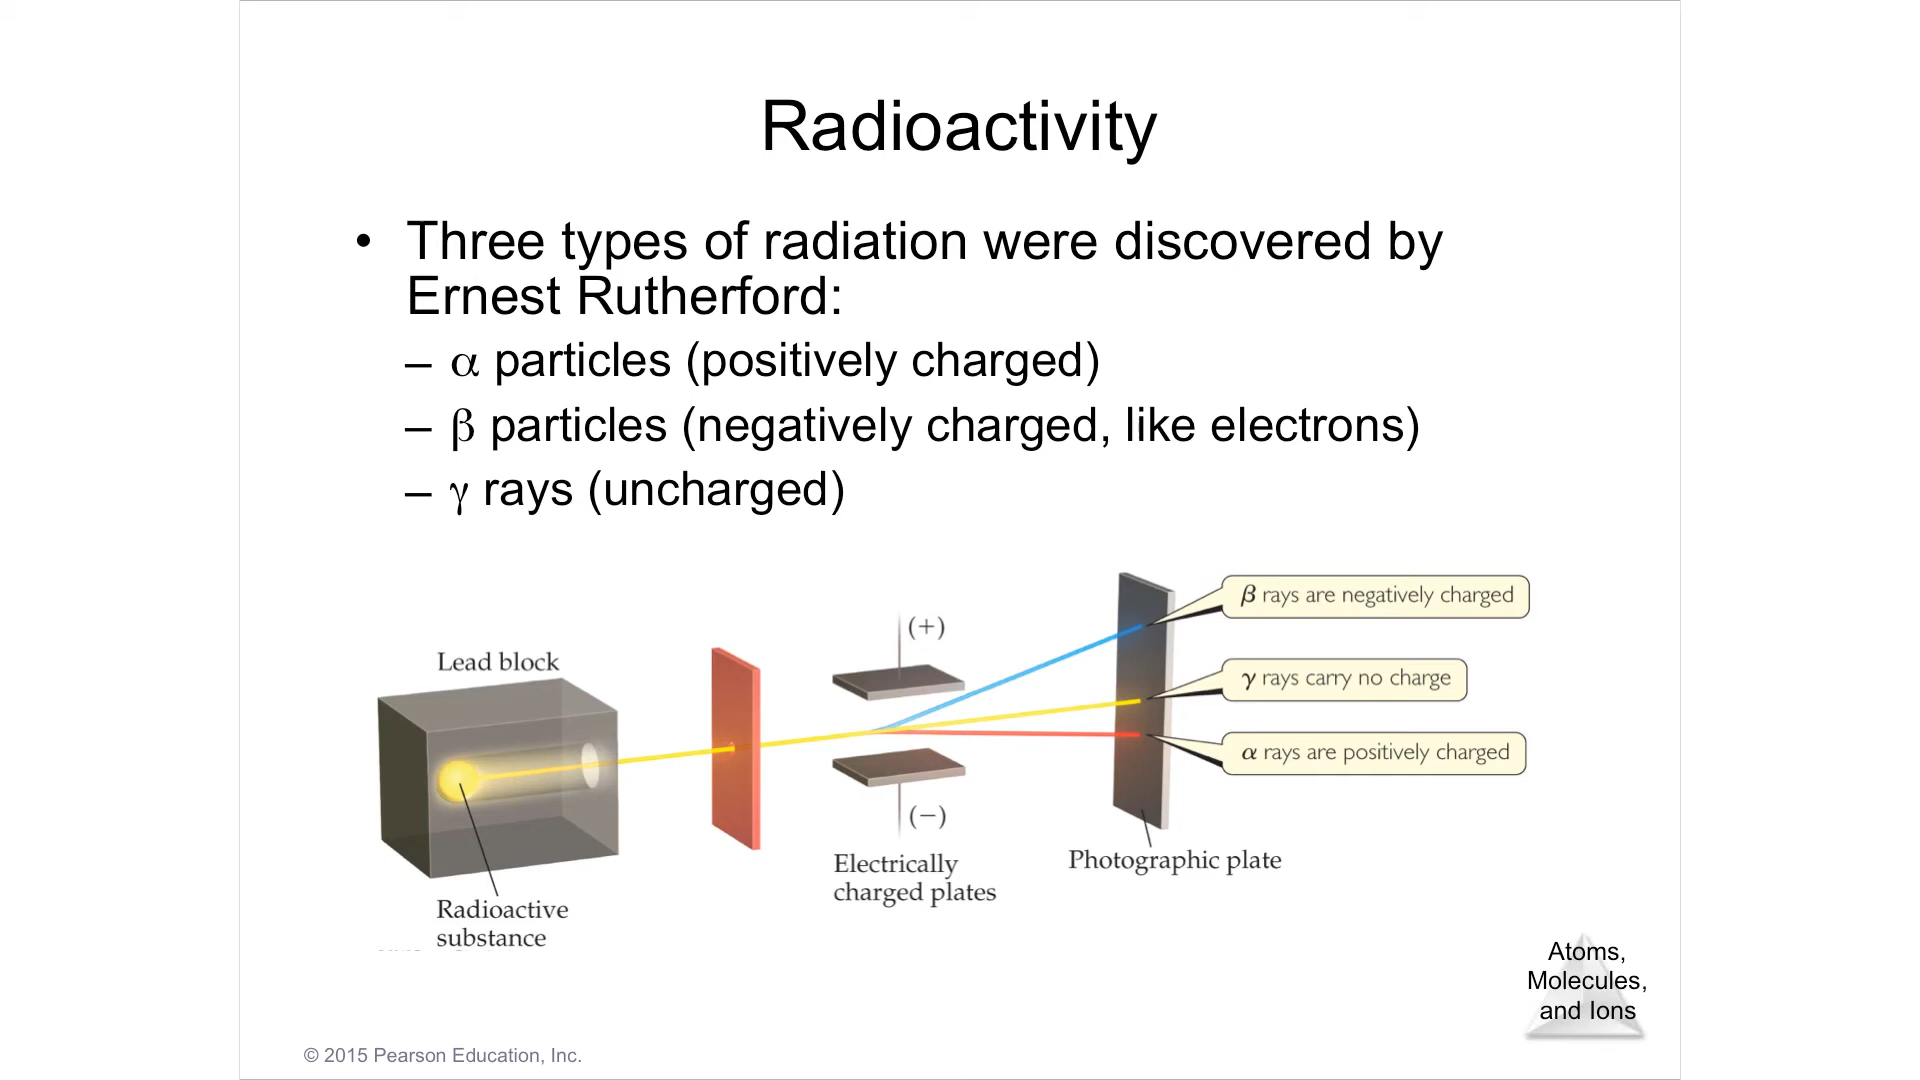 Radioactivity
• Three types of radiation were discovered by
Ernest Rutherford:
– α particles (positively charged)
– β particles (negatively charged, like electrons)
– γ rays (uncharged)
β rays are negatively charged
(+)
Lead block
γ rays carry no charge
α rays are positively charged
(−)
Electrically
charged plates
Photographic plate
Radioactive
substance
Atoms,
Molecules,
and Ions
© 2015 Pearson Education, Inc.